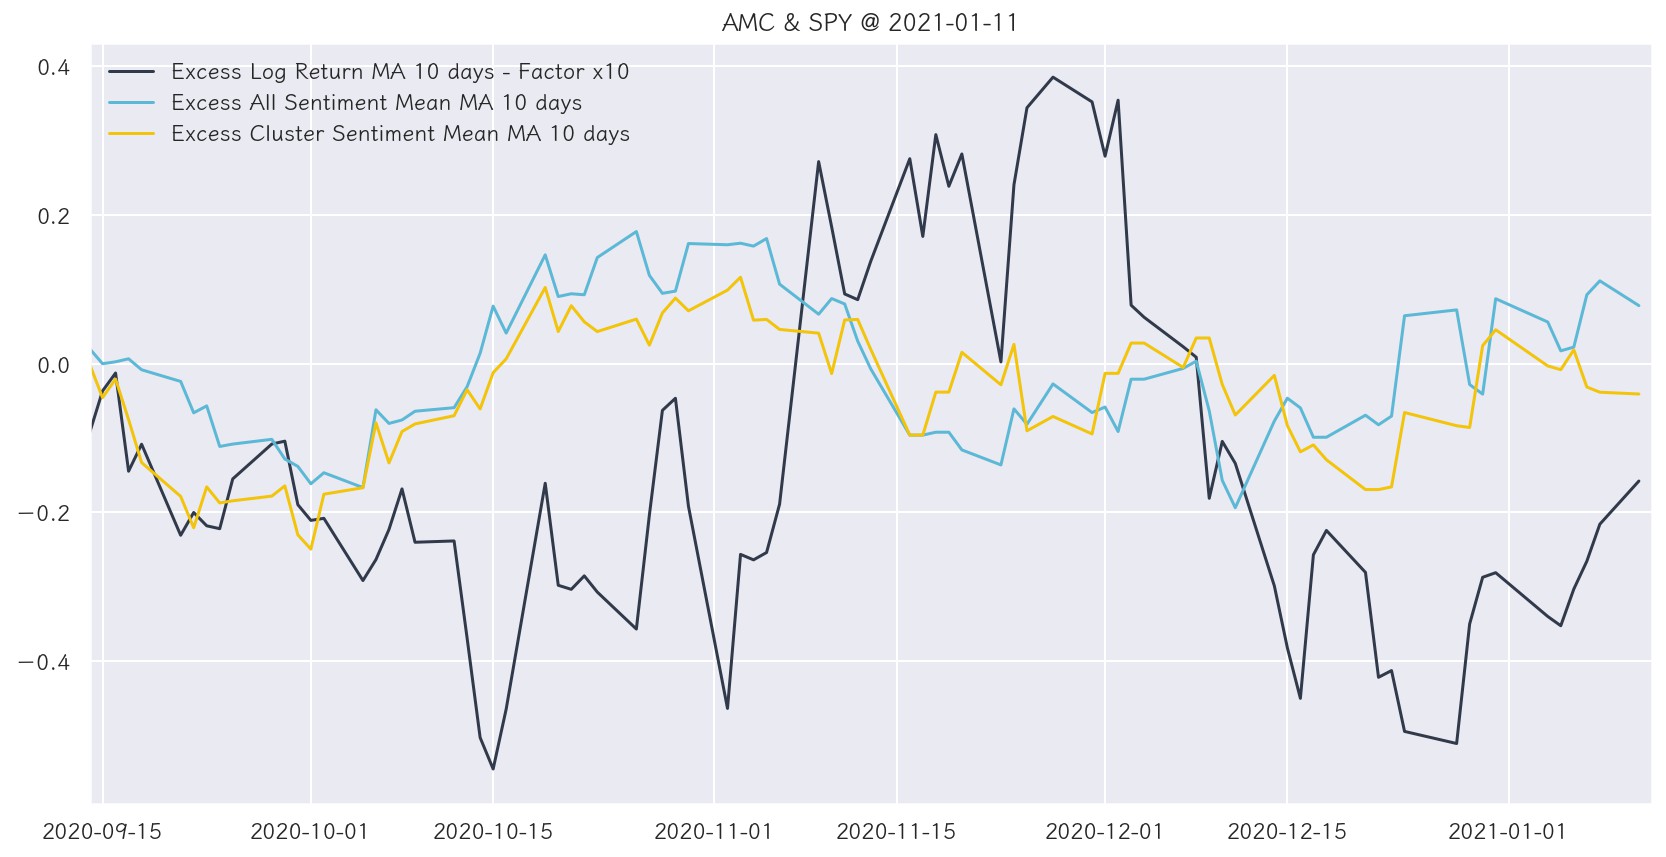 AMC & SPY @ 2021-01-11
Excess Log Return MA 10 days - Factor x10
Excess All Sentiment Mean MA 10 days
Excess Cluster Sentiment Mean MA 10 days
0.4
0.2
0.0
−0.2
−0.4
2020-09-15 2020-10-01 2020-10-15 2020-11-01 2020-11-15 2020-12-01 2020-12-15 2021-01-01